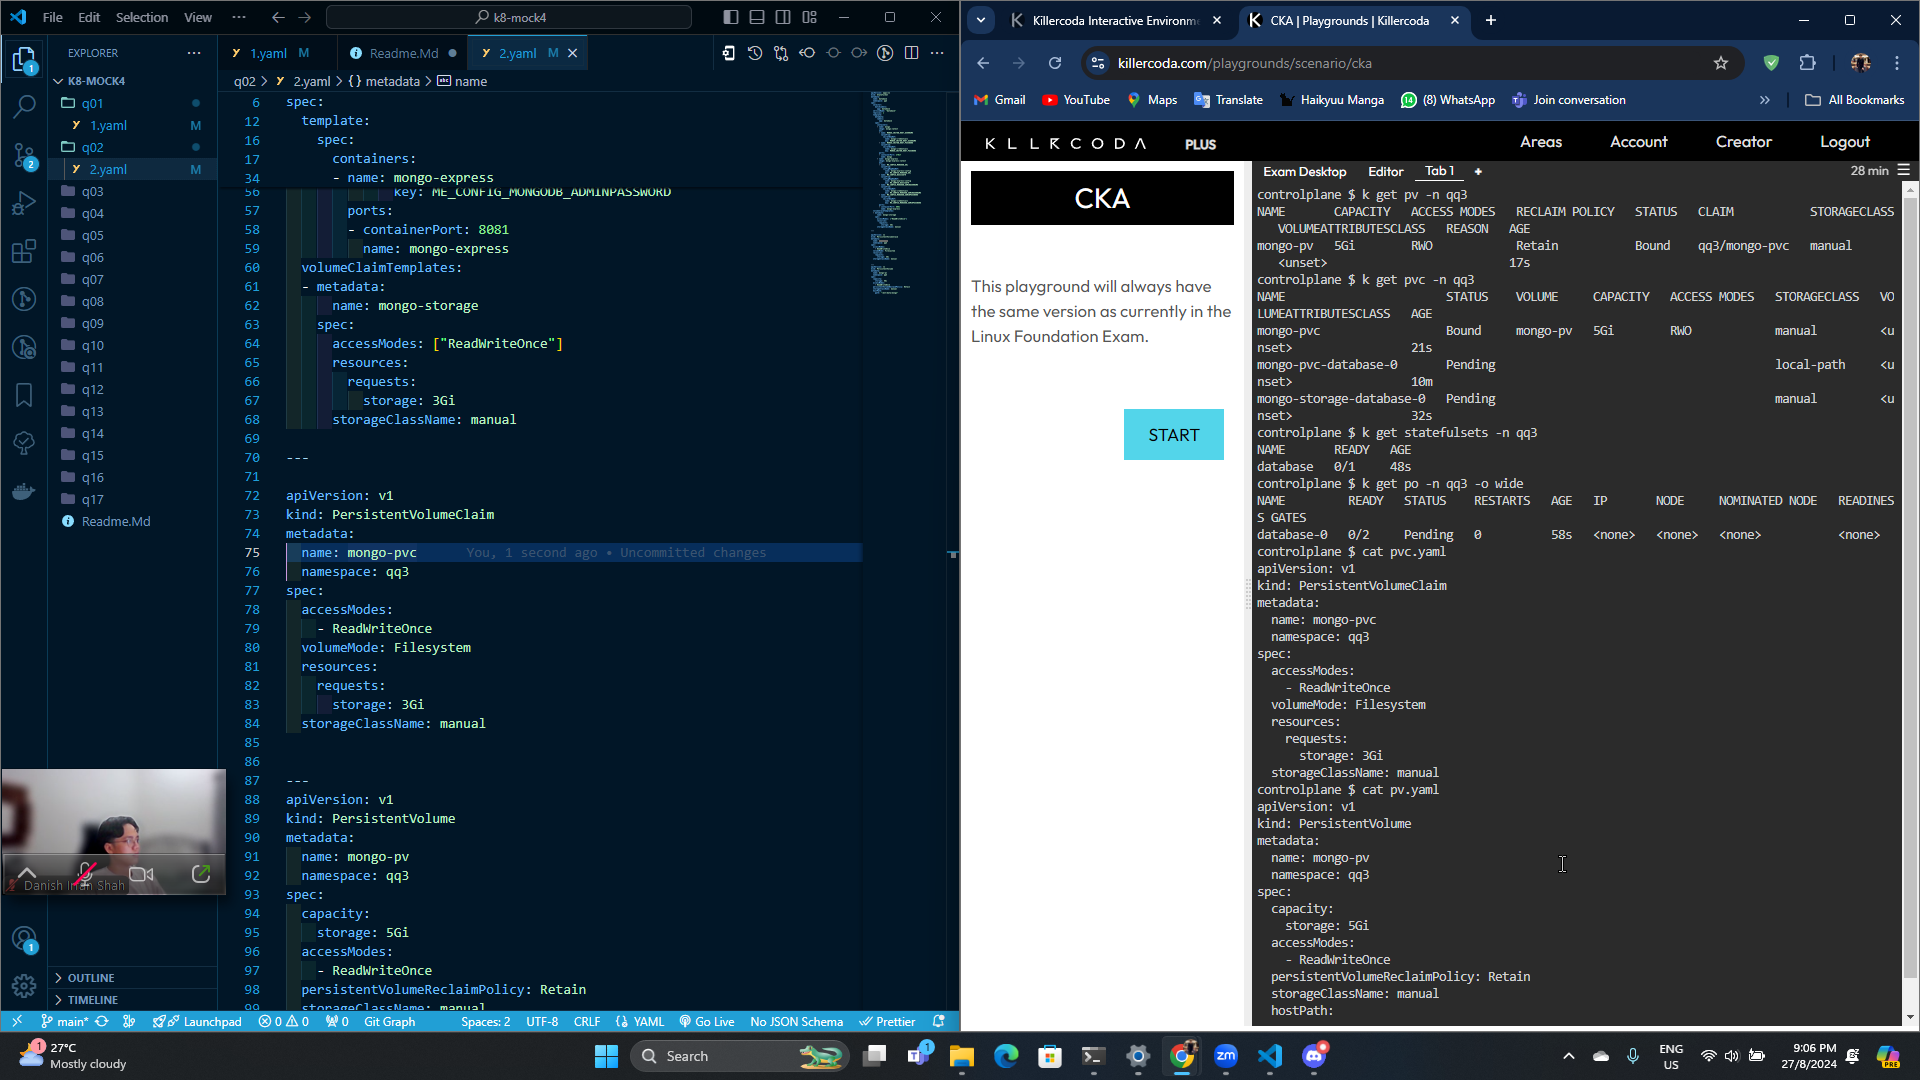 File Edit Selection View ··· k8-mock4
EXPLORER ···
K8-MOCK4
q01
1.yaml M
q02
2.yaml M
q03
q04
q05
q06
q07
q08
q09
q10
q11
q12
q13
q14
q15
q16
q17
Readme.Md
OUTLINE
TIMELINE
1.yaml M Readme.Md 2.yaml M
q02 > 2.yaml > {} metadata > name
6 spec:
12 template:
16 spec:
17 containers:
34 - name: mongo-express
56 key: ME_CONFIG_MONGODB_ADMINPASSWORD
57 ports:
58 - containerPort: 8081
59 name: mongo-express
60 volumeClaimTemplates:
61 - metadata:
62 name: mongo-storage
63 spec:
64 accessModes: ["ReadWriteOnce"]
65 resources:
66 requests:
67 storage: 3Gi
68 storageClassName: manual
69
70 ---
71
72 apiVersion: v1
73 kind: PersistentVolumeClaim
74 metadata:
75 name: mongo-pvc You, 1 second ago • Uncommitted changes
76 namespace: qq3
77 spec:
78 accessModes:
79 - ReadWriteOnce
80 volumeMode: Filesystem
81 resources:
82 requests:
83 storage: 3Gi
84 storageClassName: manual
85
86
87 ---
88 apiVersion: v1
89 kind: PersistentVolume
90 metadata:
91 name: mongo-pv
92 namespace: qq3
93 spec:
94 capacity:
95 storage: 5Gi
96 accessModes:
97 - ReadWriteOnce
98 persistentVolumeReclaimPolicy: Retain
99 storageClassName: manual
Danish Irfan Shah
main* Launchpad 0 0 0 Git Graph Spaces: 2 UTF-8 CRLF {} YAML Go Live No JSON Schema Prettier
Killercoda Interactive Environm CKA | Playgrounds | Killercoda
killercoda.com/playgrounds/scenario/cka
Gmail YouTube Maps Translate Haikyuu Manga (8) WhatsApp Join conversation » All Bookmarks
KLLRCODA PLUS Areas Account Creator Logout
CKA
This playground will always have
the same version as currently in the
Linux Foundation Exam.
START
Exam Desktop Editor Tab 1 + 28 min
controlplane $ k get pv -n qq3
NAME CAPACITY ACCESS MODES RECLAIM POLICY STATUS CLAIM STORAGECLASS
VOLUMEATTRIBUTESCLASS REASON AGE
mongo-pv 5Gi RWO Retain Bound qq3/mongo-pvc manual
<unset> 17s
controlplane $ k get pvc -n qq3
NAME STATUS VOLUME CAPACITY ACCESS MODES STORAGECLASS VO
LUMEATTRIBUTESCLASS AGE
mongo-pvc Bound mongo-pv 5Gi RWO manual <u
nset> 21s
mongo-pvc-database-0 Pending local-path <u
nset> 10m
mongo-storage-database-0 Pending manual <u
nset> 32s
controlplane $ k get statefulsets -n qq3
NAME READY AGE
database 0/1 48s
controlplane $ k get po -n qq3 -o wide
NAME READY STATUS RESTARTS AGE IP NODE NOMINATED NODE READINES
S GATES
database-0 0/2 Pending 0 58s <none> <none> <none> <none>
controlplane $ cat pvc.yaml
apiVersion: v1
kind: PersistentVolumeClaim
metadata:
name: mongo-pvc
namespace: qq3
spec:
accessModes:
- ReadWriteOnce
volumeMode: Filesystem
resources:
requests:
storage: 3Gi
storageClassName: manual
controlplane $ cat pv.yaml
apiVersion: v1
kind: PersistentVolume
metadata:
name: mongo-pv
namespace: qq3
spec:
capacity:
storage: 5Gi
accessModes:
- ReadWriteOnce
persistentVolumeReclaimPolicy: Retain
storageClassName: manual
hostPath:
27°C
Mostly cloudy
Search
ENG
US
9:06 PM
27/8/2024